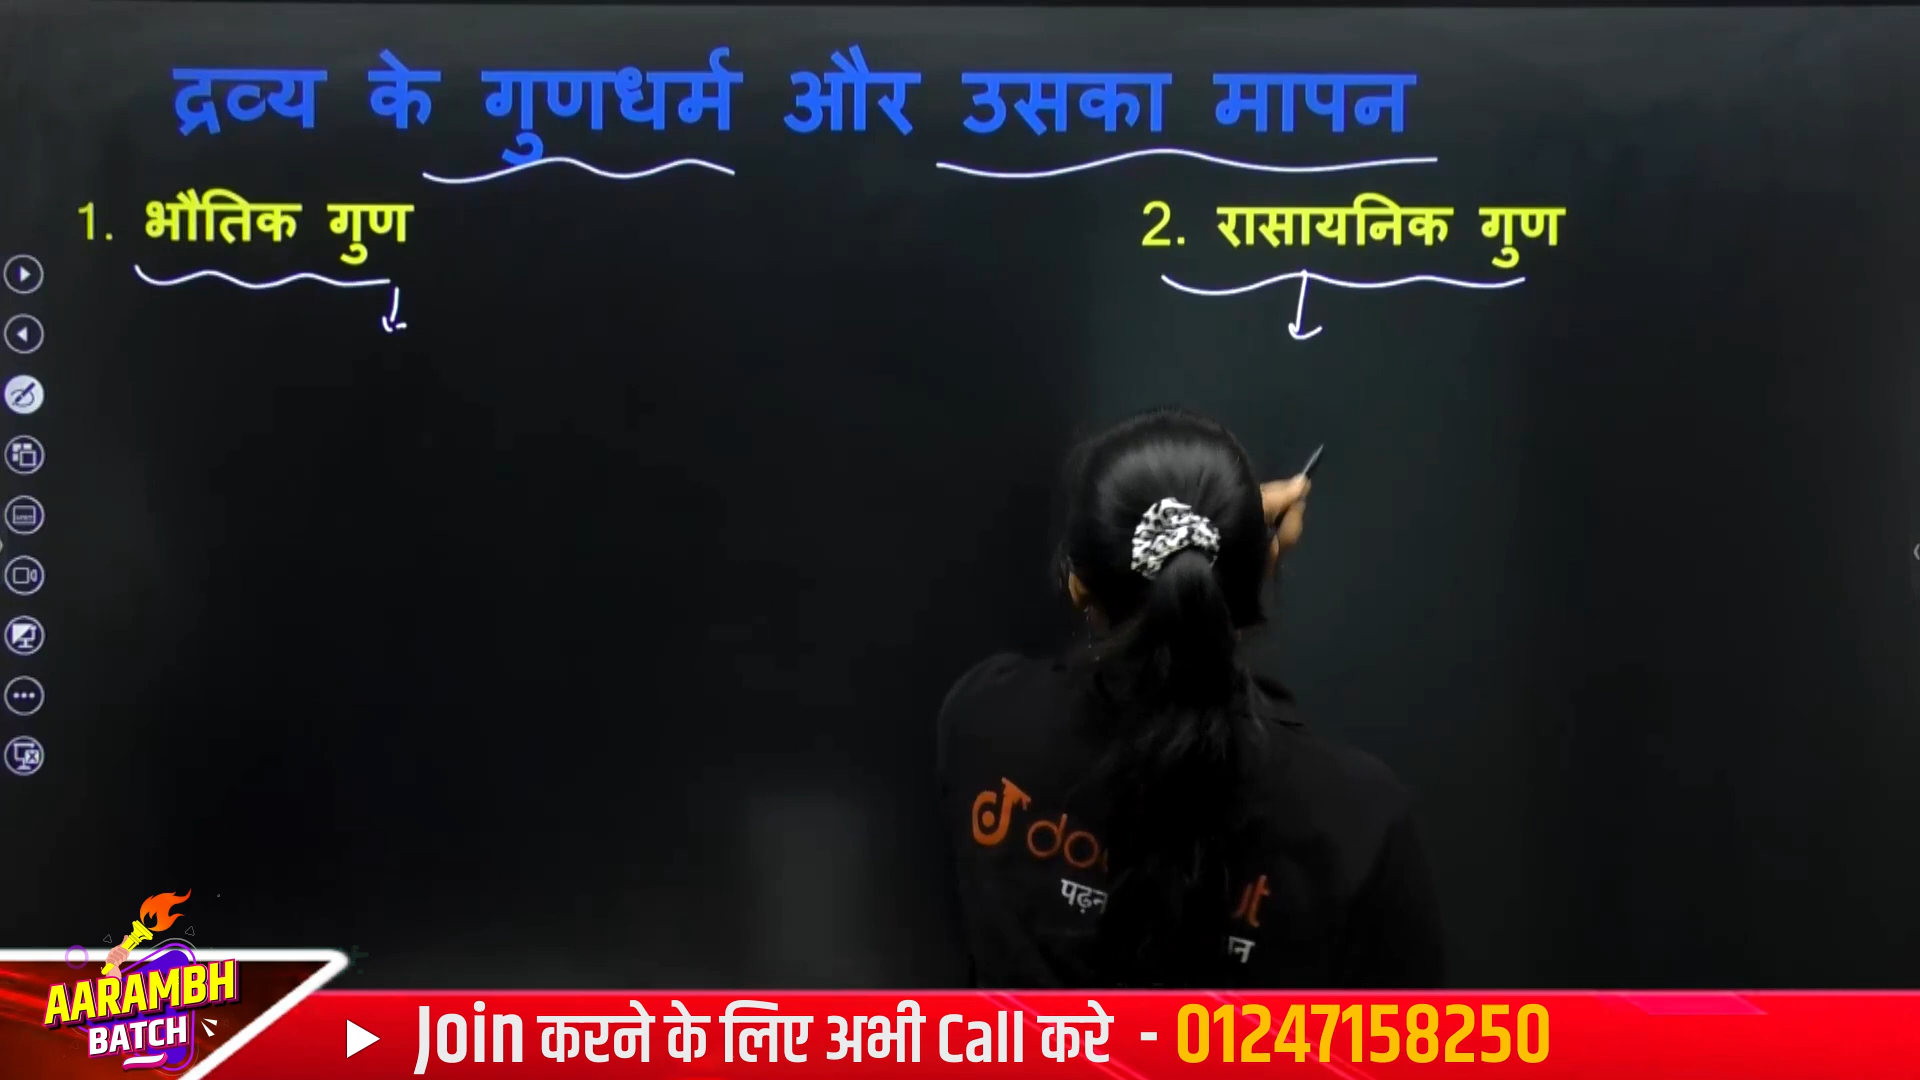 द्रव्य के गुणधर्म और उसका मापन
1. भौतिक गुण
2. रासायनिक गुण
AARAMBH
BATCH
Join करने के लिए अभी Call करे - 01247158250